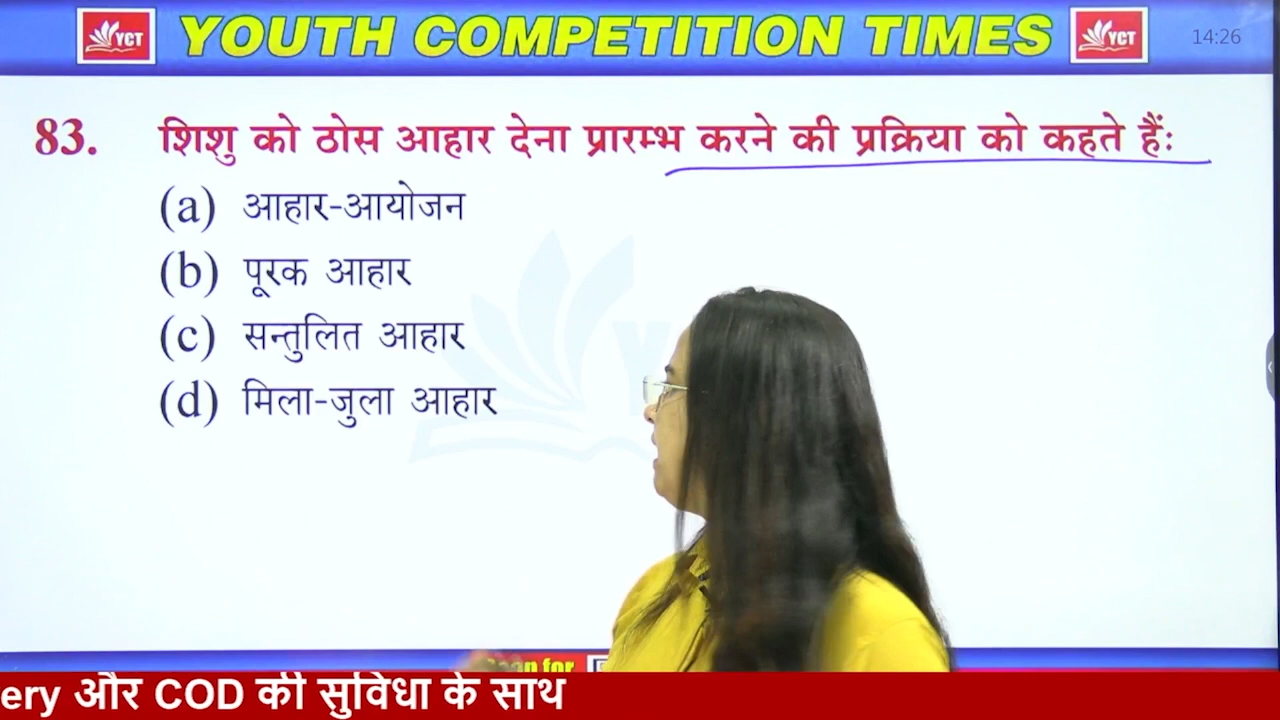 YCT YOUTH COMPETITION TIMES YCT 14:26
83. शिशु को ठोस आहार देना प्रारम्भ करने की प्रक्रिया को कहते हैं:
(a) आहार-आयोजन
(b) पूरक आहार
(c) सन्तुलित आहार
(d) मिला-जुला आहार
for
ery और COD की सुविधा के साथ